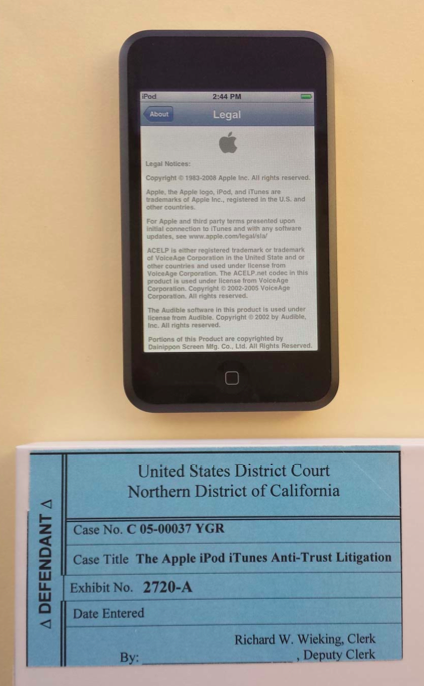 iPod 2:44 PM
About Legal
Legal Notices:
Copyright © 1983-2008 Apple Inc. All rights reserved.
Apple, the Apple logo, iPod, and iTunes are
trademarks of Apple Inc., registered in the U.S. and
other countries.
For Apple and third party terms presented upon
initial connection to iTunes and with any software
updates, see www.apple.com/legal/sla/
ACELP is either registered trademark or trademark
of VoiceAge Corporation in the United State and or
other countries and used under license from
VoiceAge Corporation. The ACELP.net codec in this
product is used under license from VoiceAge
Corporation. Copyright © 2002-2005 VoiceAge
Corporation. All rights reserved.
The Audible software in this product is used under
license from Audible. Copyright © 2002 by Audible,
Inc. All rights reserved.
Portions of this Product are copyrighted by
Dainippon Screen Mfg. Co., Ltd. All Rights Reserved.
Δ DEFENDANT Δ
United States District Court
Northern District of California
Case No. C 05-00037 YGR
Case Title The Apple iPod iTunes Anti-Trust Litigation
Exhibit No. 2720-A
Date Entered
Richard W. Wieking, Clerk
By: ____________________ , Deputy Clerk